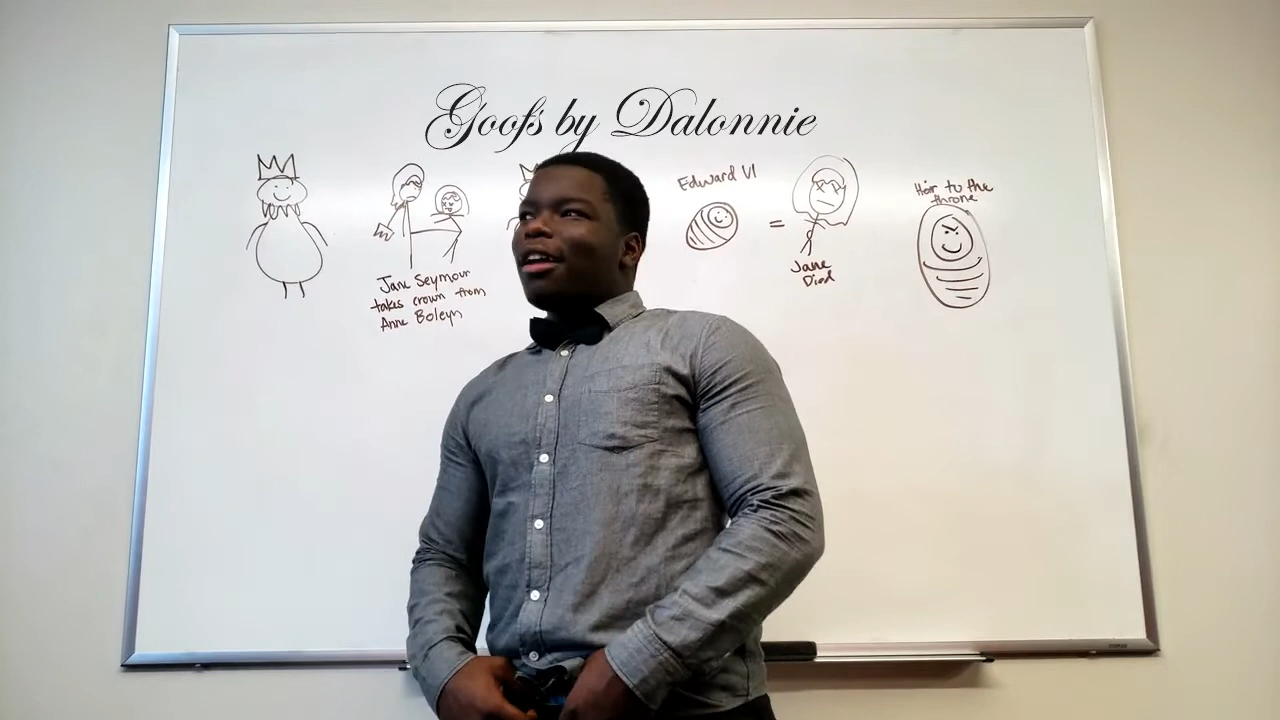 Goofs by Dalonnie
Edward VI
=
Jane
Died
Heir to the
throne
Jane Seymour
takes crown from
Anne Boleyn